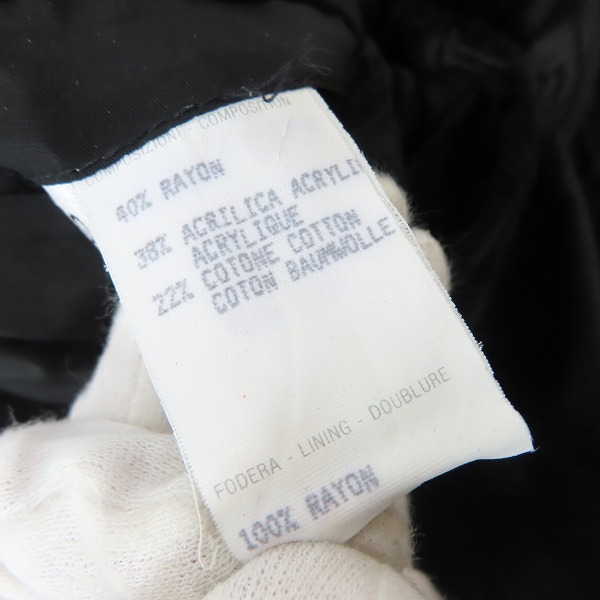 COMPOSIZIONI - COMPOSITION
40% RAYON
38% ACRILICA ACRYLIC
ACRYLIQUE
22% COTONE COTTON
COTON BAUMWOLLE
FODERA - LINING - DOUBLURE
100% RAYON